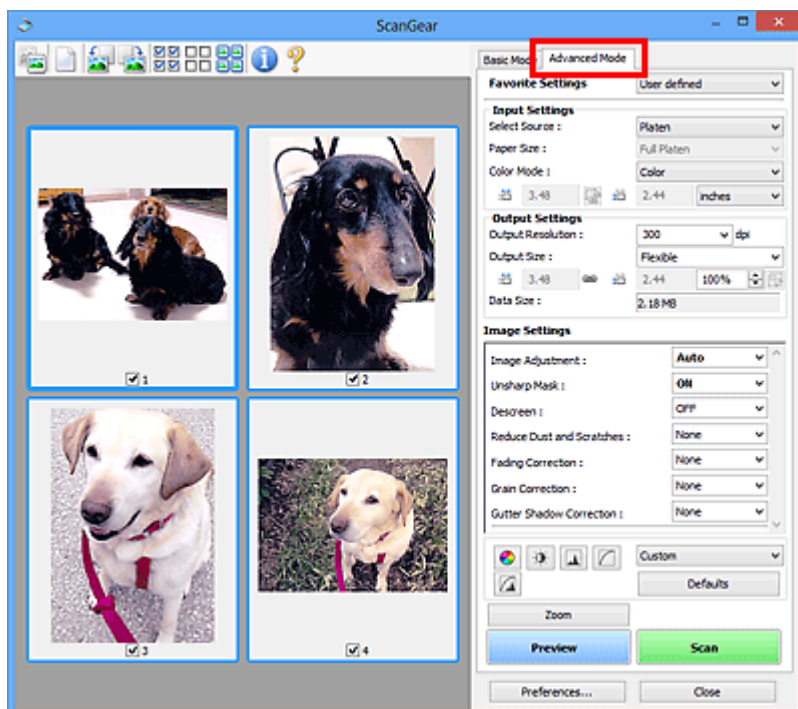 ScanGear
Basic Mode Advanced Mode
Favorite Settings User defined
Input Settings
Select Source : Platen
Paper Size : Full Platen
Color Mode : Color
3.48 2.44 inches
Output Settings
Output Resolution : 300 dpi
Output Size : Flexible
3.48 2.44 100%
Data Size : 2.18 MB
Image Settings
Image Adjustment : Auto
Unsharp Mask : ON
Descreen : OFF
Reduce Dust and Scratches : None
Fading Correction : None
Grain Correction : None
Gutter Shadow Correction : None
Custom
Defaults
Zoom
Preview Scan
Preferences... Close
1
2
3
4